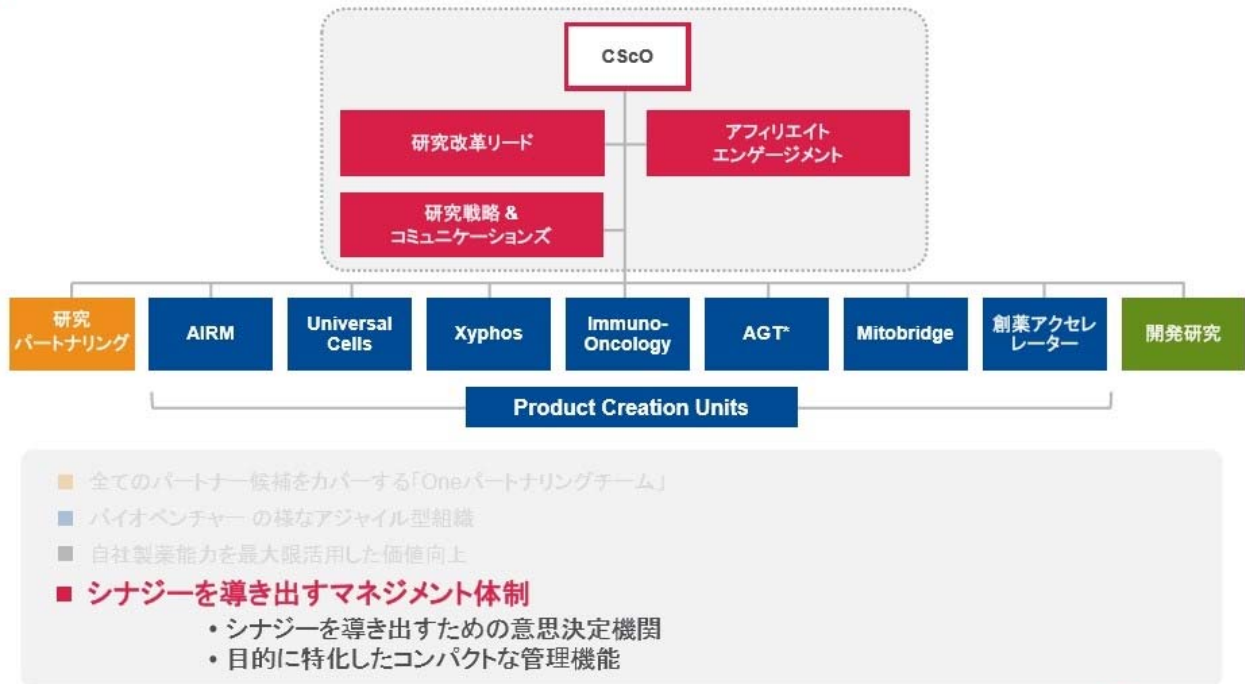 CScO
研究改革リード
アフィリエイト
エンゲージメント
研究戦略 &
コミュニケーションズ
研究
パートナリング
AIRM
Universal
Cells
Xyphos
Immuno-
Oncology
AGT*
Mitobridge
創薬アクセレ
レーター
開発研究
Product Creation Units
■ 全てのパートナー候補をカバーする「Oneパートナリングチーム」
■ バイオベンチャー の様なアジャイル型組織
■ 自社製薬能力を最大限活用した価値向上
■ シナジーを導き出すマネジメント体制
• シナジーを導き出すための意思決定機関
• 目的に特化したコンパクトな管理機能